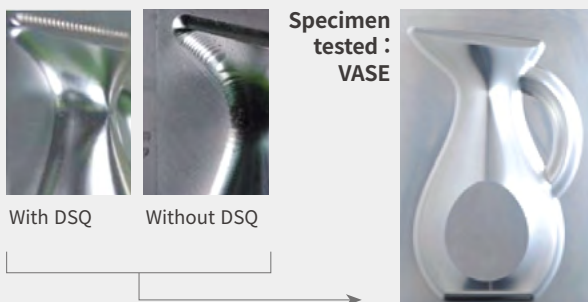 Specimen
tested :
VASE
With DSQ
Without DSQ